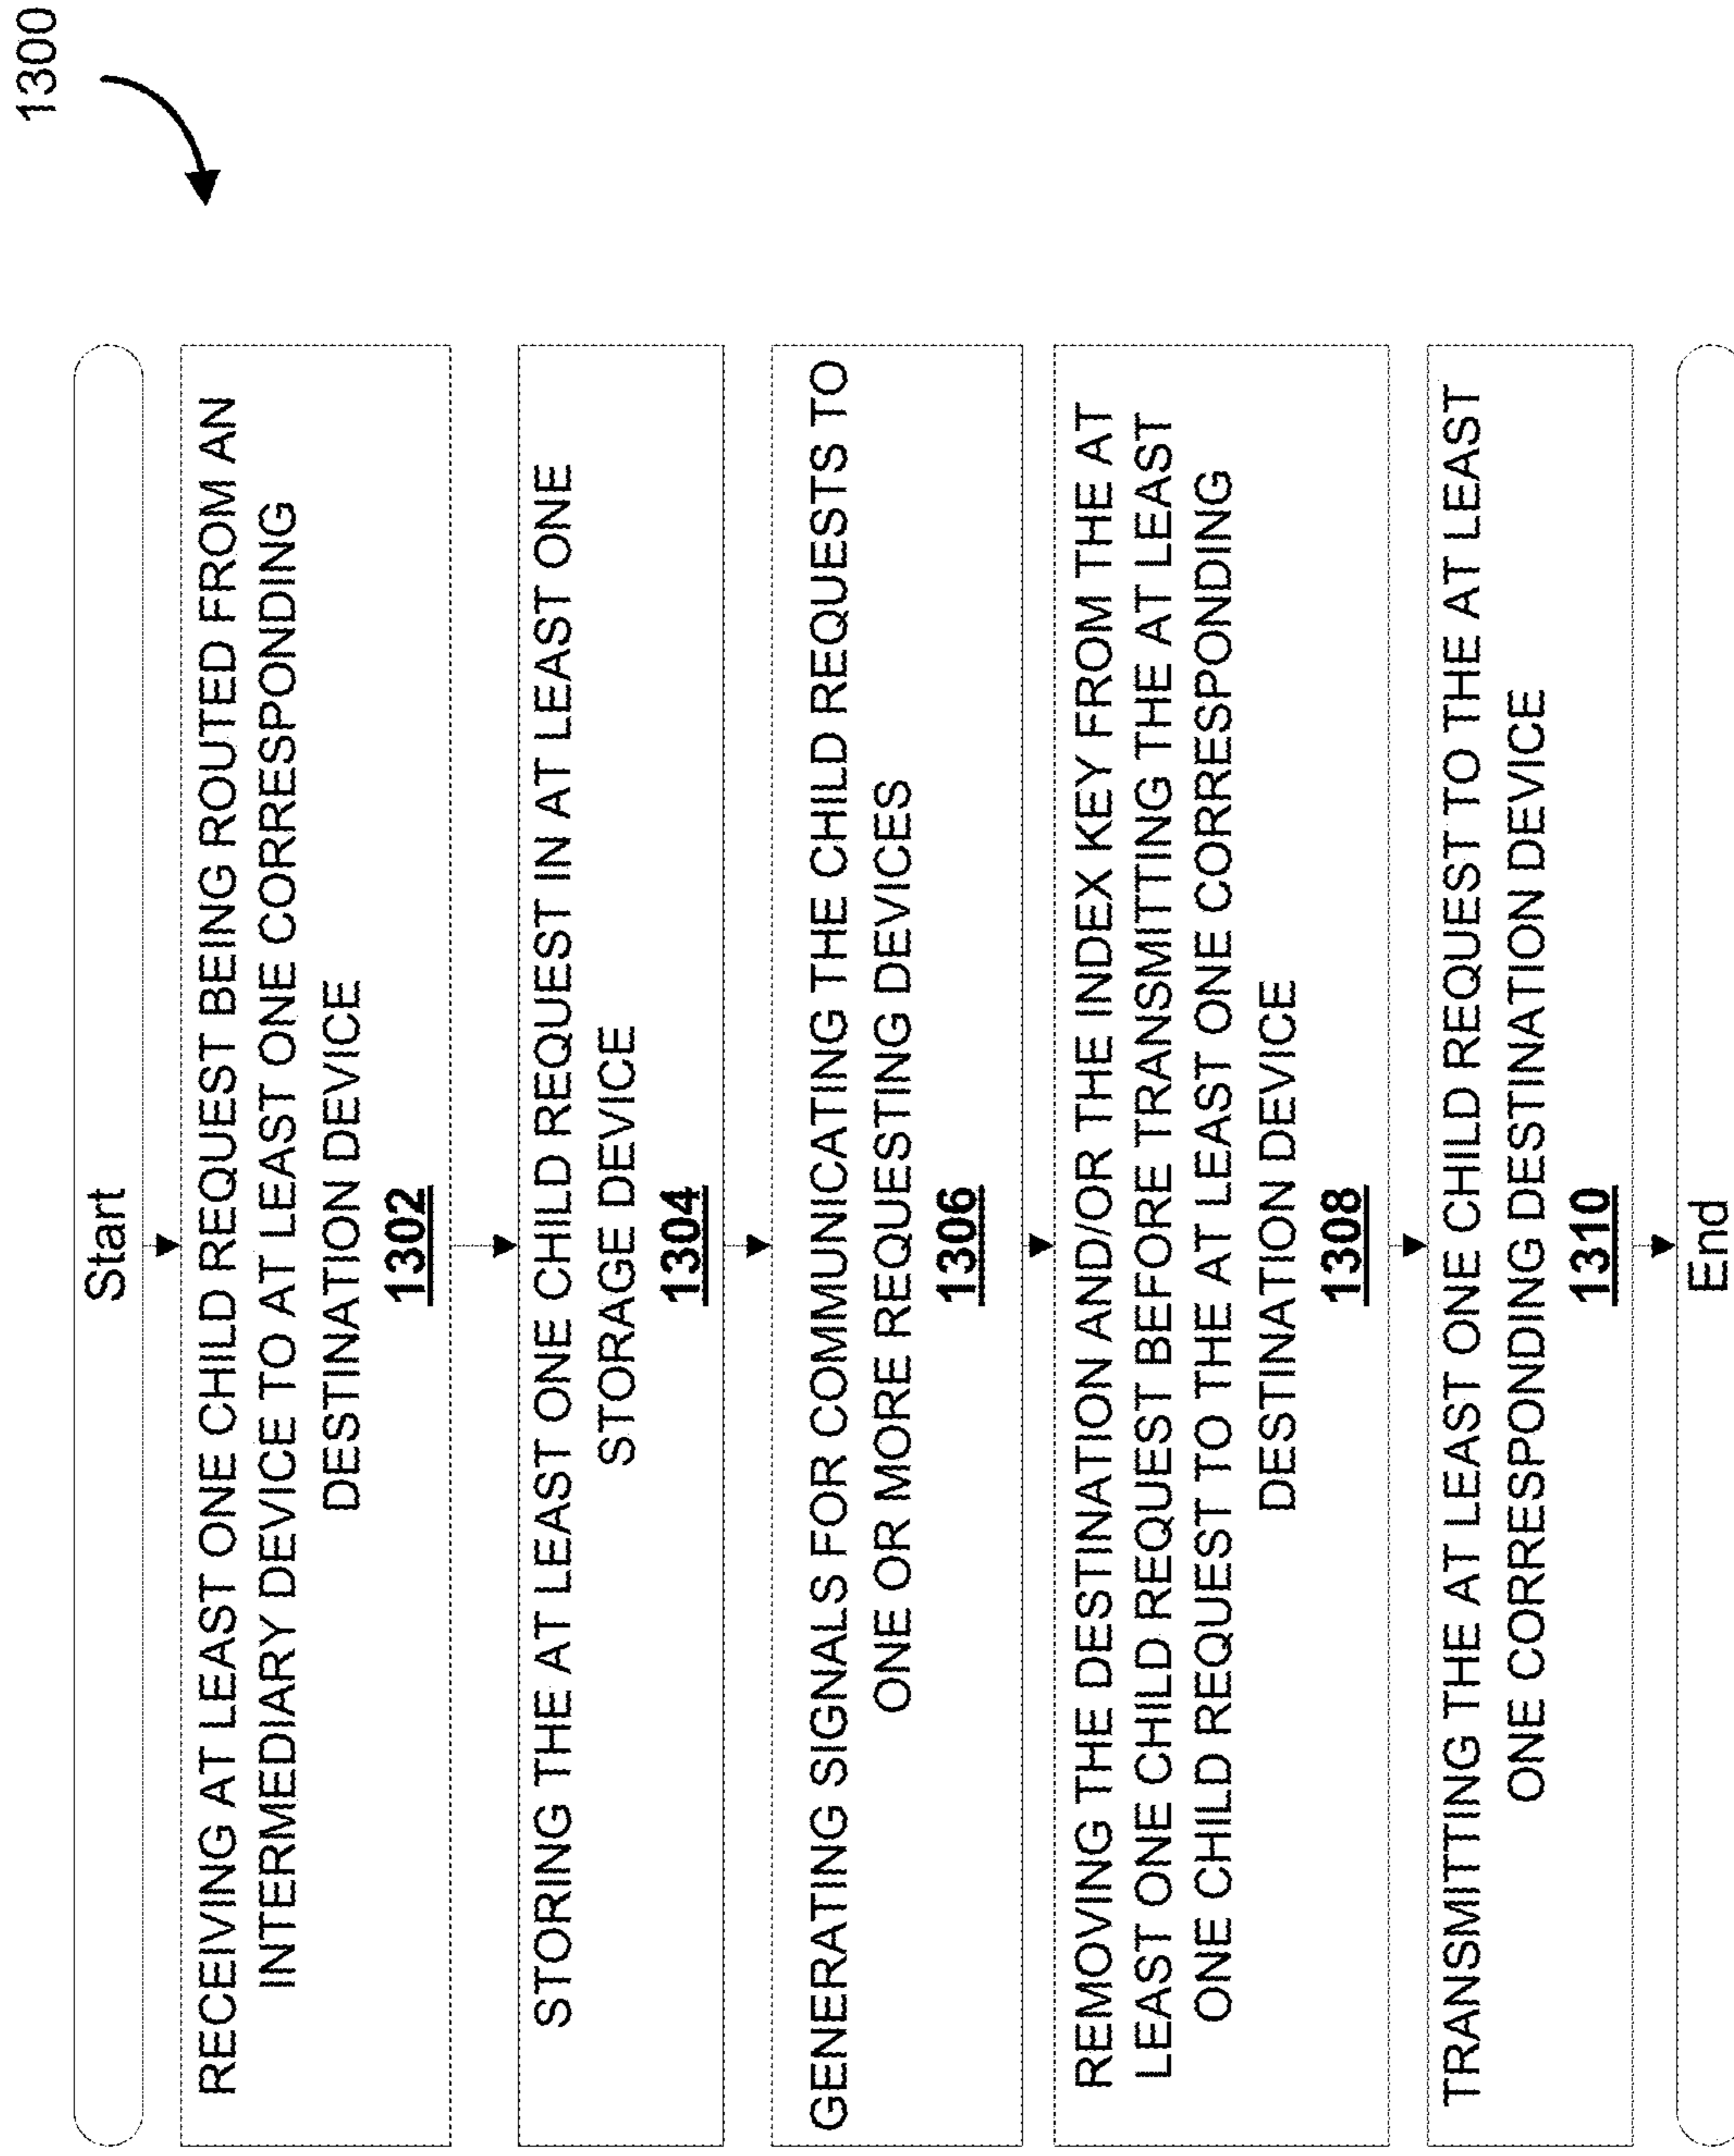 1300
Start
RECEIVING AT LEAST ONE CHILD REQUEST BEING ROUTED FROM AN
INTERMEDIARY DEVICE TO AT LEAST ONE CORRESPONDING
DESTINATION DEVICE
1302
STORING THE AT LEAST ONE CHILD REQUEST IN AT LEAST ONE
STORAGE DEVICE
1304
GENERATING SIGNALS FOR COMMUNICATING THE CHILD REQUESTS TO
ONE OR MORE REQUESTING DEVICES
1306
REMOVING THE DESTINATION AND/OR THE INDEX KEY FROM THE AT
LEAST ONE CHILD REQUEST BEFORE TRANSMITTING THE AT LEAST
ONE CHILD REQUEST TO THE AT LEAST ONE CORRESPONDING
DESTINATION DEVICE
1308
TRANSMITTING THE AT LEAST ONE CHILD REQUEST TO THE AT LEAST
ONE CORRESPONDING DESTINATION DEVICE
1310
End